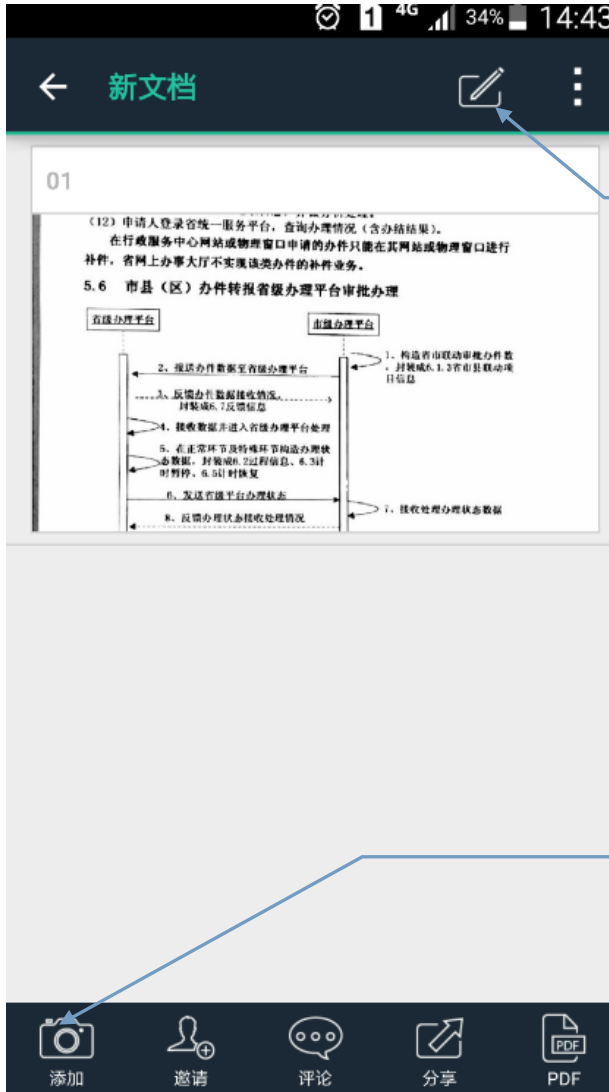 1 4G 34% 14:43
新文档
01
(12) 申请人登录省统一服务平台，查询办理情况（含办结结果）。
在行政服务中心网站或物理窗口申请的办件只能在其网站或物理窗口进行
补件，省网上办事大厅不实现该类办件的补件业务。
5.6 市县（区）办件转报省级办理平台审批办理
省级办理平台
市级办理平台
1、构造省市联动审批办件数
，封装成6.1.3省市县联动项
目信息
2、报送办件数据至省级办理平台
3、反馈办件数据接收情况，
封装成6.7反馈信息
4、接收数据并进入省级办理平台处理
5、在正常环节及特殊环节构造办理状
态数据，封装成6.2过程信息、6.3计
时暂停、6.5计时恢复
6、发送省级平台办理状态
7、接收处理办理状态数据
8、反馈办理状态接收处理情况
添加
邀请
评论
分享
PDF
PDF